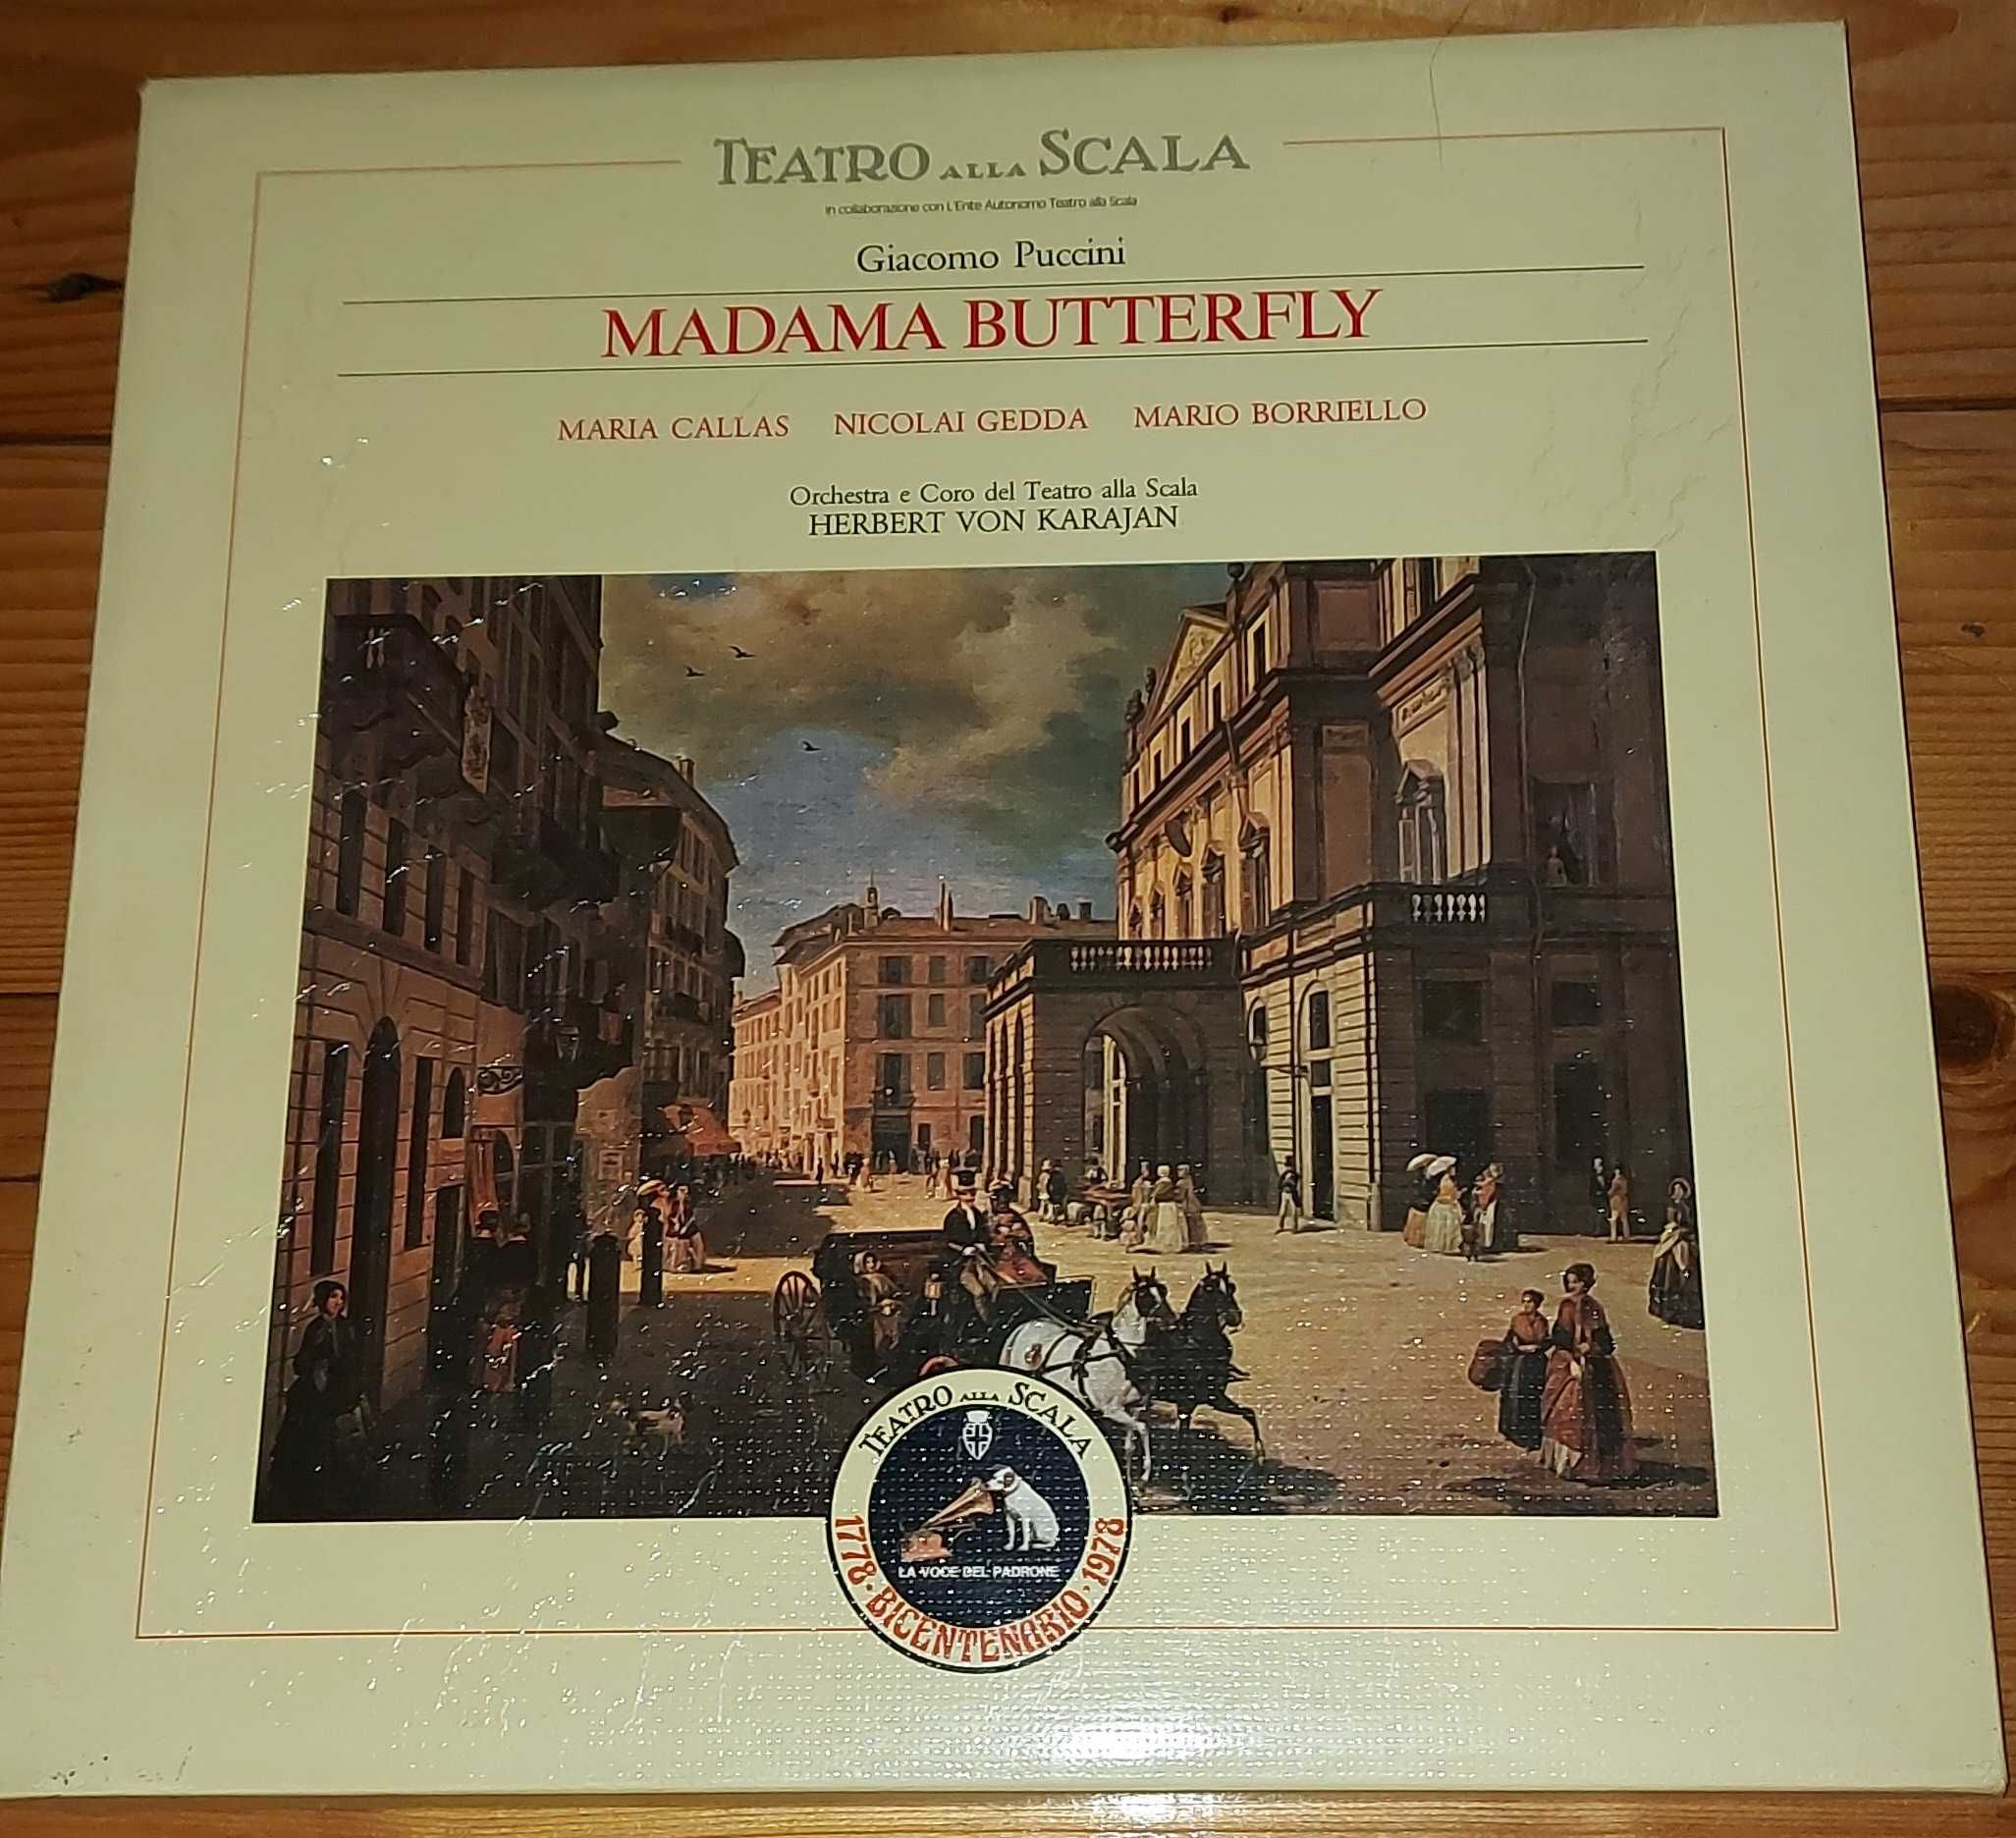 TEATRO ALLA SCALA
in collaborazione con L'Ente Autonomo Teatro alla Scala
Giacomo Puccini
MADAMA BUTTERFLY
MARIA CALLAS NICOLAI GEDDA MARIO BORRIELLO
Orchestra e Coro del Teatro alla Scala
HERBERT VON KARAJAN
TEATRO ALLA SCALA
LA VOCE DEL PADRONE
1778 · BICENTENARIO · 1978